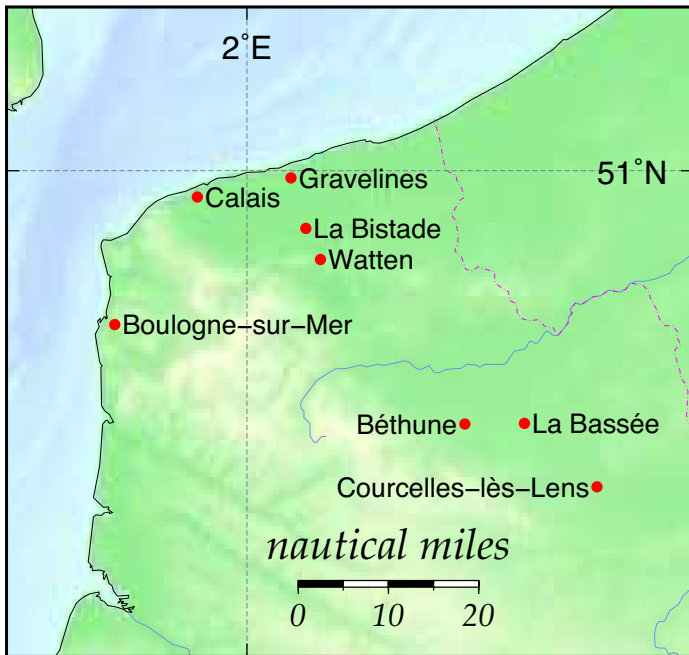 2°E
51°N
Gravelines
Calais
La Bistade
Watten
Boulogne−sur−Mer
Béthune
La Bassée
Courcelles−lès−Lens
nautical miles
0 10 20